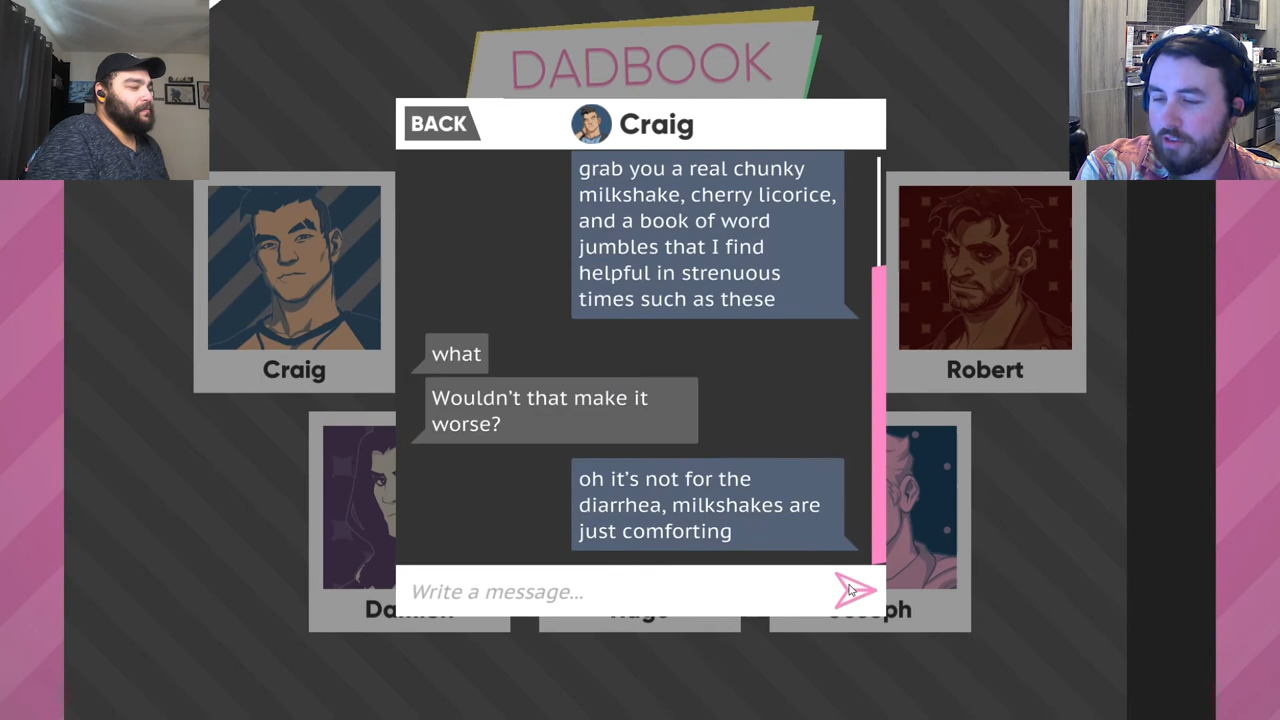 DADBOOK
BACK
Craig
grab you a real chunky
milkshake, cherry licorice,
and a book of word
jumbles that I find
helpful in strenuous
times such as these
what
Wouldn't that make it
worse?
oh it's not for the
diarrhea, milkshakes are
just comforting
Write a message...
Craig
Robert